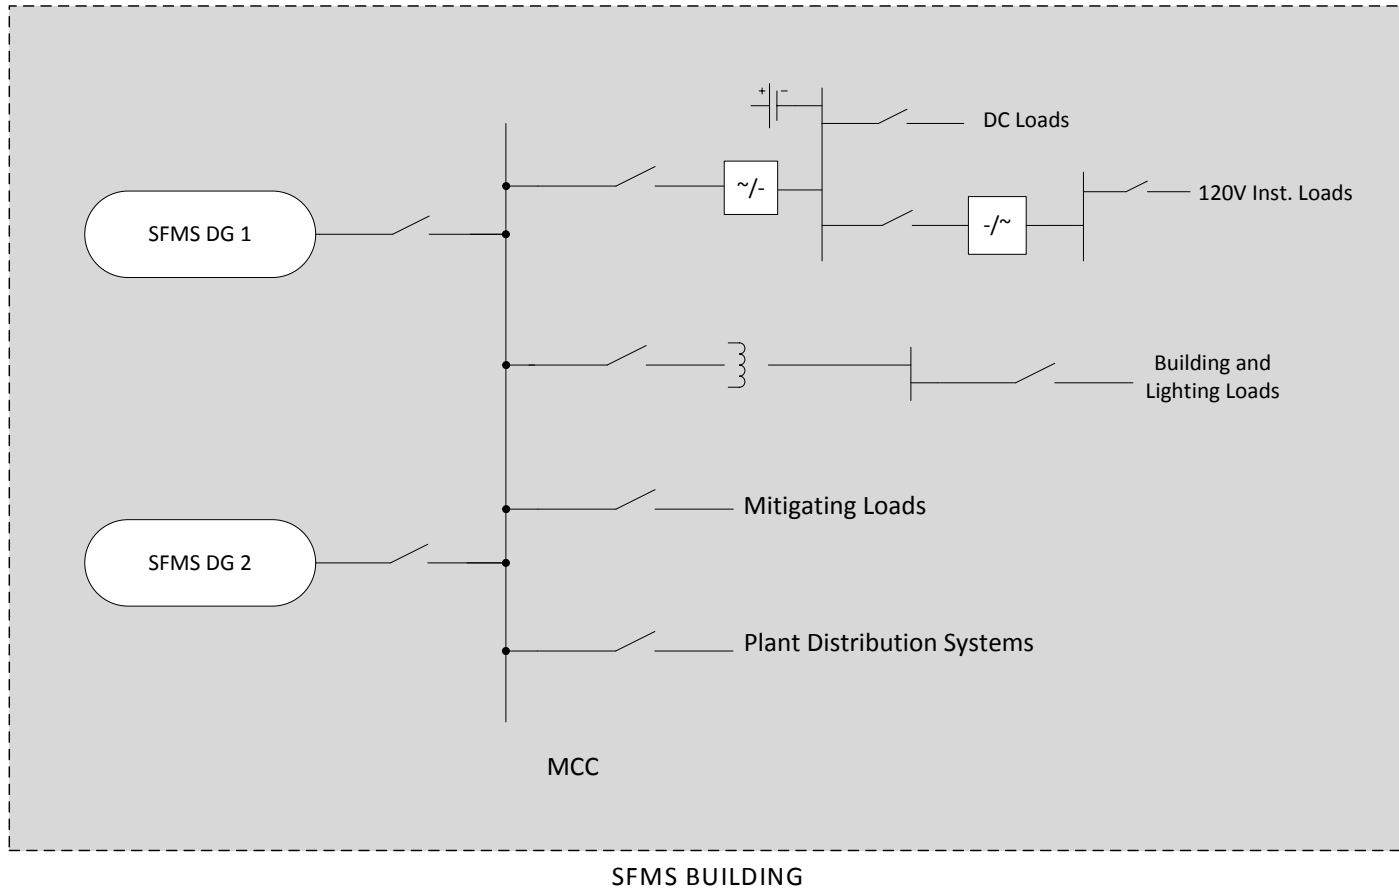 + −
DC Loads
~/-
120V Inst. Loads
SFMS DG 1
-/~
Building and
Lighting Loads
Mitigating Loads
SFMS DG 2
Plant Distribution Systems
MCC
SFMS BUILDING